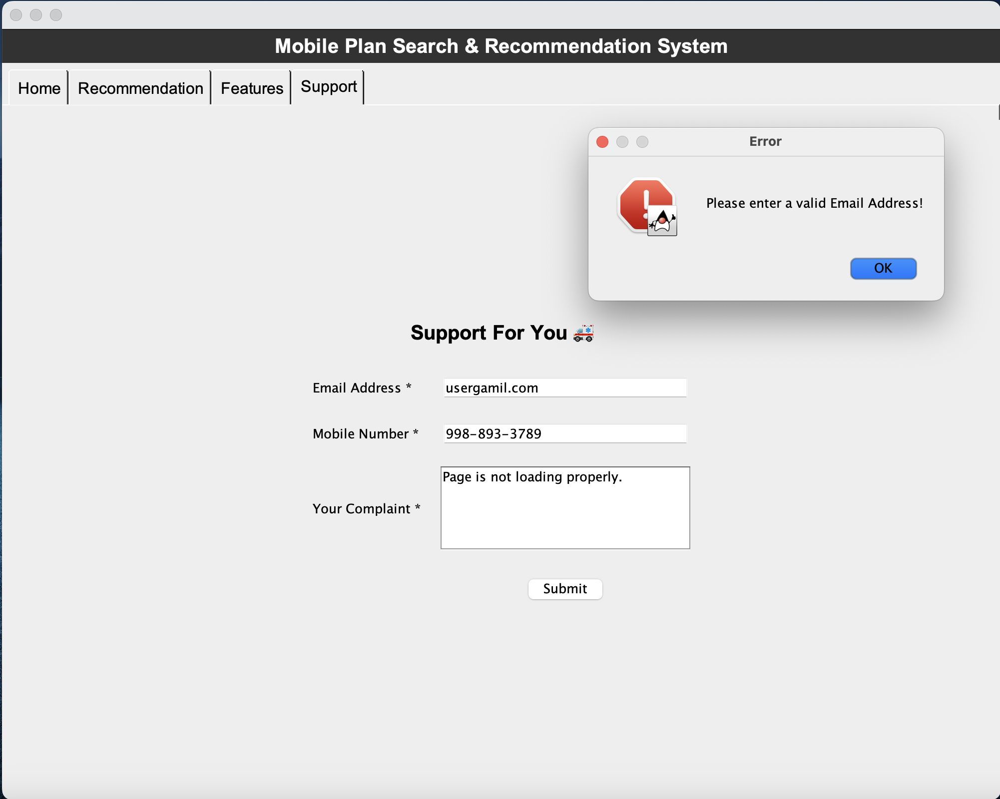 Mobile Plan Search & Recommendation System
Home Recommendation Features Support
Error
Please enter a valid Email Address!
OK
Support For You 🚑
Email Address * usergamil.com
Mobile Number * 998-893-3789
Your Complaint * Page is not loading properly.
Submit